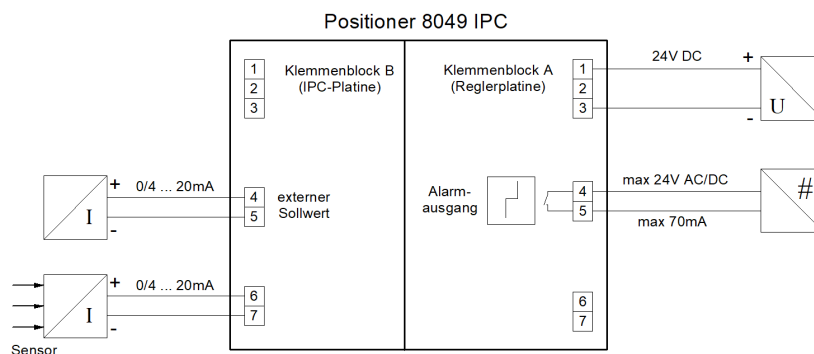 Positioner 8049 IPC
1
2
3
Klemmenblock B
(IPC-Platine)
Klemmenblock A
(Reglerplatine)
1
2
3
24V DC
+
-
U
+
0/4 ... 20mA
-
I
4
5
externer
Sollwert
Alarm-
ausgang
4
5
max 24V AC/DC
max 70mA
#
+
0/4 ... 20mA
-
I
6
7
6
7
Sensor